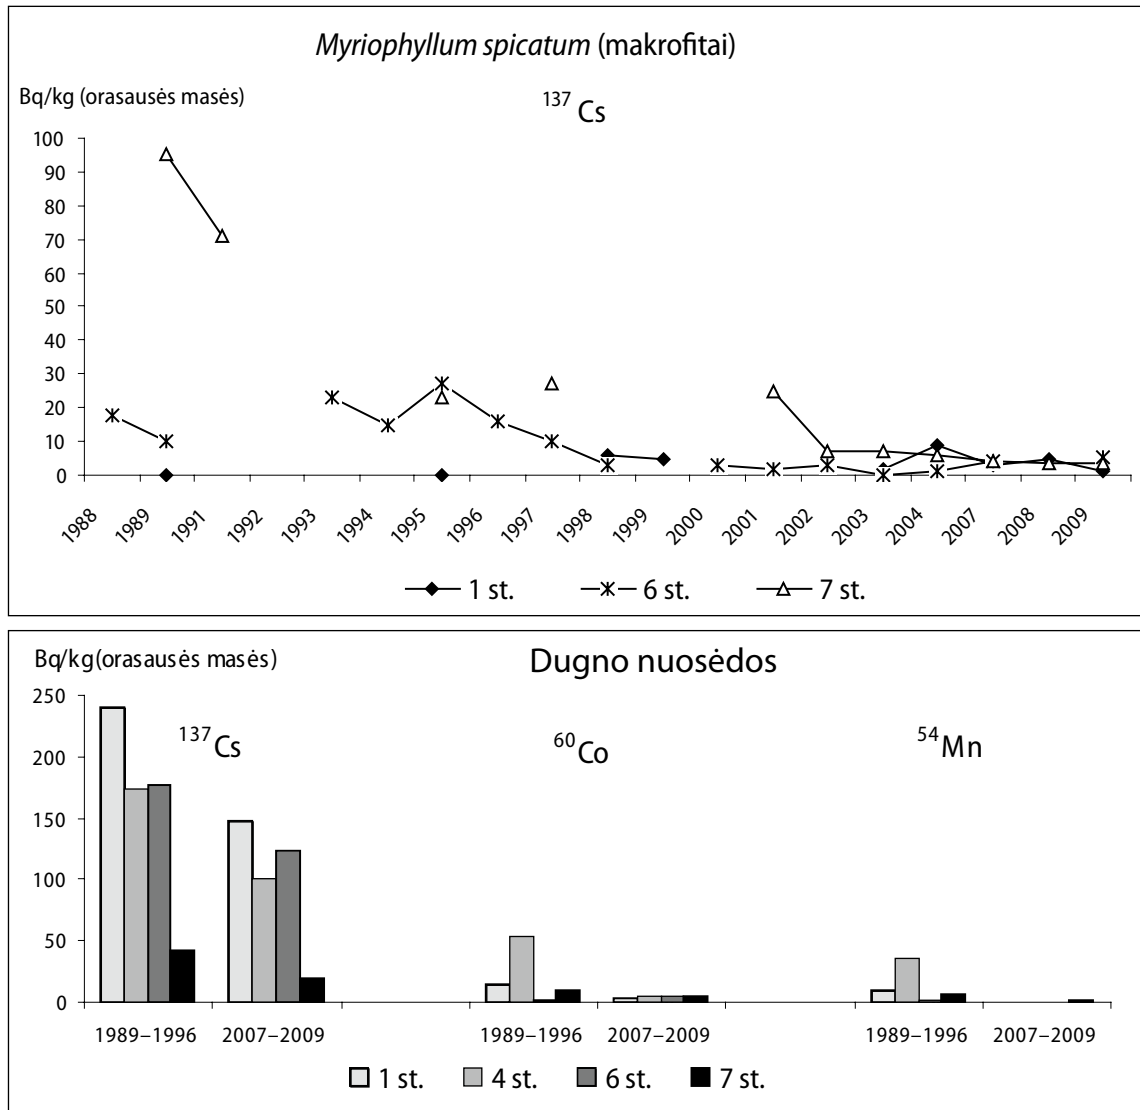 Myriophyllum spicatum (makrofitai)
Bq/kg (orasausės masės)
137 Cs
100
90
80
70
60
50
40
30
20
10
0
1988 1989 1991 1992 1993 1994 1995 1996 1997 1998 1999 2000 2001 2002 2003 2004 2007 2008 2009
1 st. 6 st. 7 st.
Bq/kg(orasausės masės)
Dugno nuosėdos
137Cs 60Co 54Mn
250
200
150
100
50
0
1989–1996 2007–2009 1989–1996 2007–2009 1989–1996 2007–2009
1 st. 4 st. 6 st. 7 st.